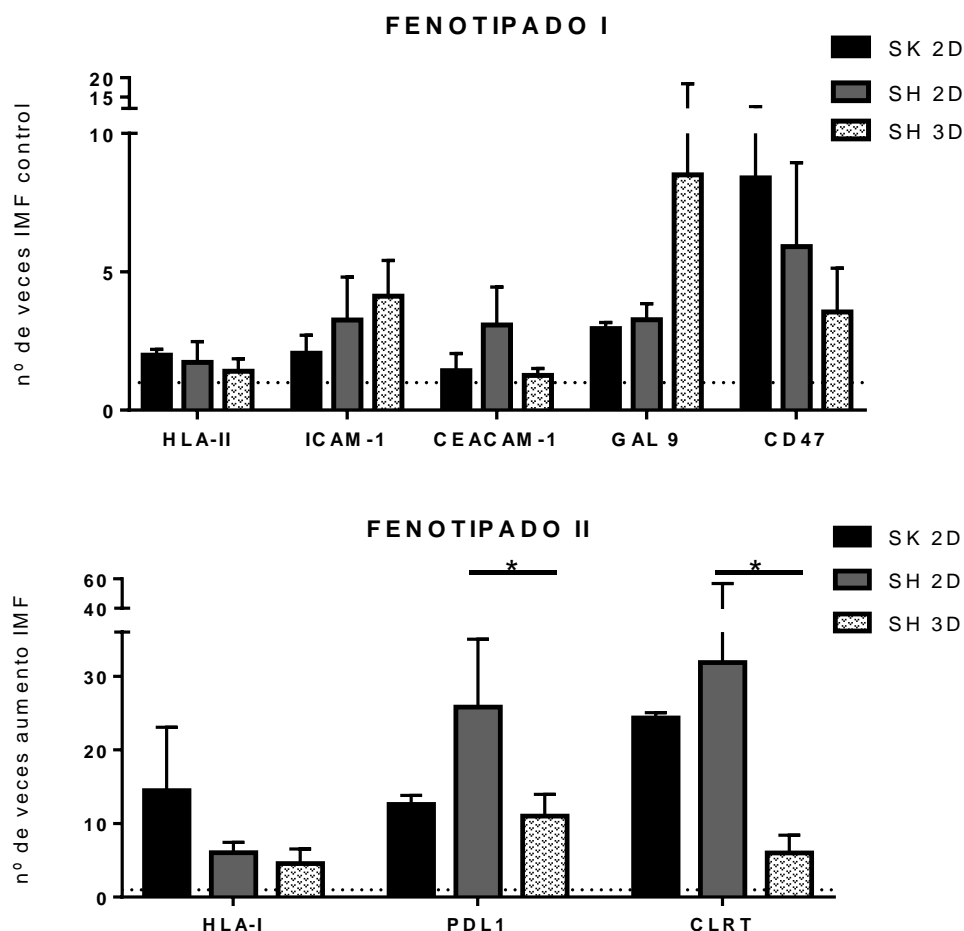 FENOTIPADO I
SK 2D
SH 2D
SH 3D
nº de veces IMF control
20
15
10
5
0
HLA-II ICAM-1 CEACAM-1 GAL 9 CD47
FENOTIPADO II
SK 2D
SH 2D
SH 3D
nº de veces aumento IMF
* *
60
40
30
20
10
0
HLA-I PDL1 CLRT